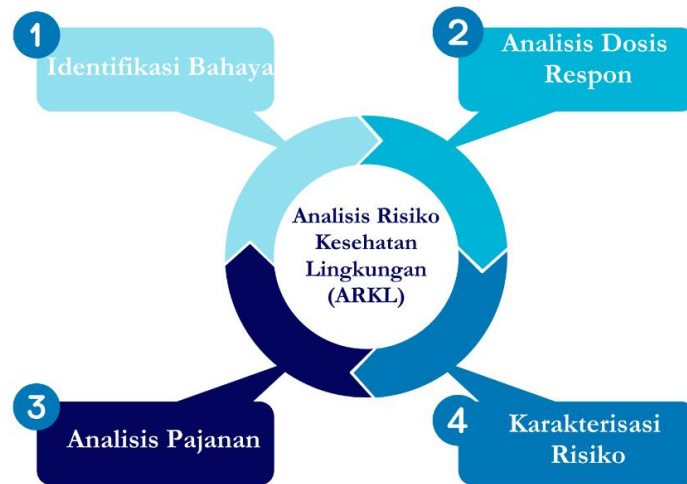 1
Identifikasi Bahaya
2
Analisis Dosis
Respon
Analisis Risiko
Kesehatan
Lingkungan
(ARKL)
3
Analisis Pajanan
4
Karakterisasi
Risiko